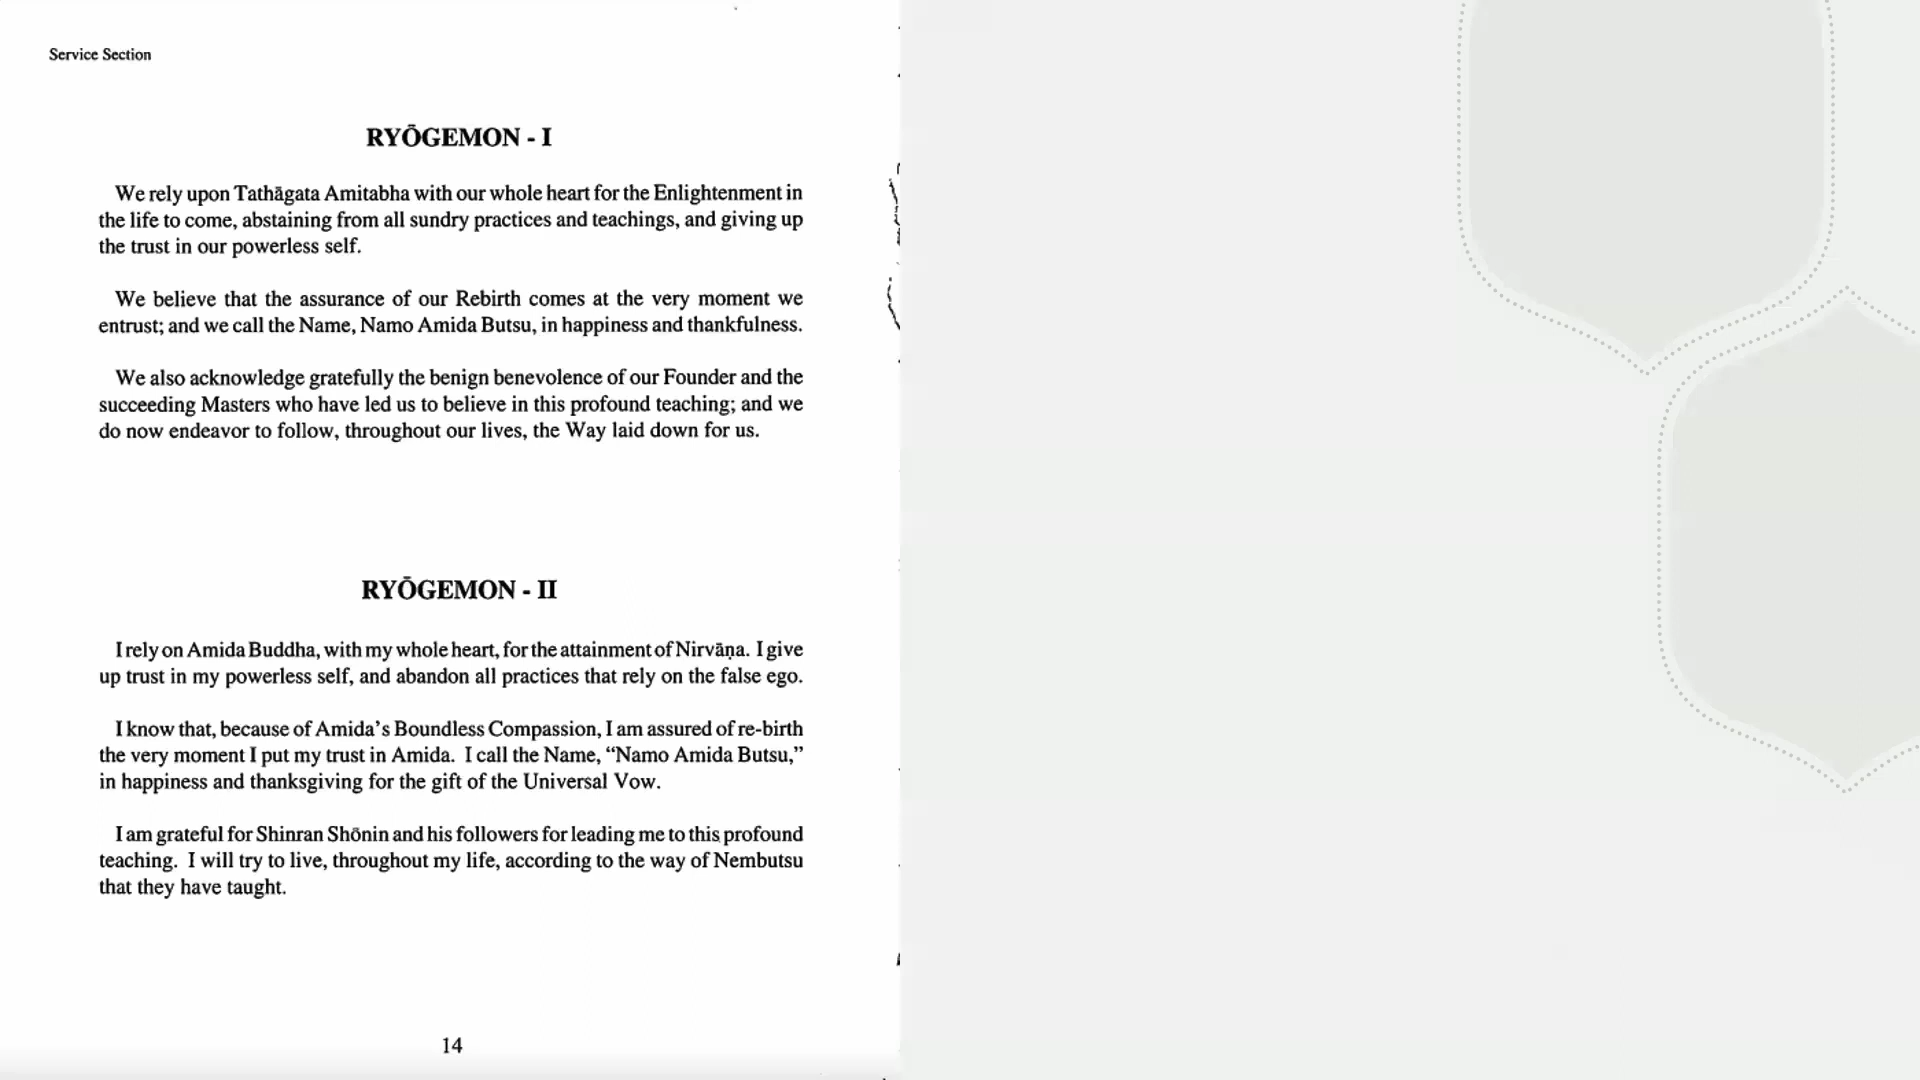 Service Section
RYŌGEMON - I
We rely upon Tathāgata Amitabha with our whole heart for the Enlightenment in
the life to come, abstaining from all sundry practices and teachings, and giving up
the trust in our powerless self.
We believe that the assurance of our Rebirth comes at the very moment we
entrust; and we call the Name, Namo Amida Butsu, in happiness and thankfulness.
We also acknowledge gratefully the benign benevolence of our Founder and the
succeeding Masters who have led us to believe in this profound teaching; and we
do now endeavor to follow, throughout our lives, the Way laid down for us.
RYŌGEMON - II
I rely on Amida Buddha, with my whole heart, for the attainment of Nirvāṇa. I give
up trust in my powerless self, and abandon all practices that rely on the false ego.
I know that, because of Amida's Boundless Compassion, I am assured of re-birth
the very moment I put my trust in Amida. I call the Name, “Namo Amida Butsu,”
in happiness and thanksgiving for the gift of the Universal Vow.
I am grateful for Shinran Shōnin and his followers for leading me to this profound
teaching. I will try to live, throughout my life, according to the way of Nembutsu
that they have taught.
14